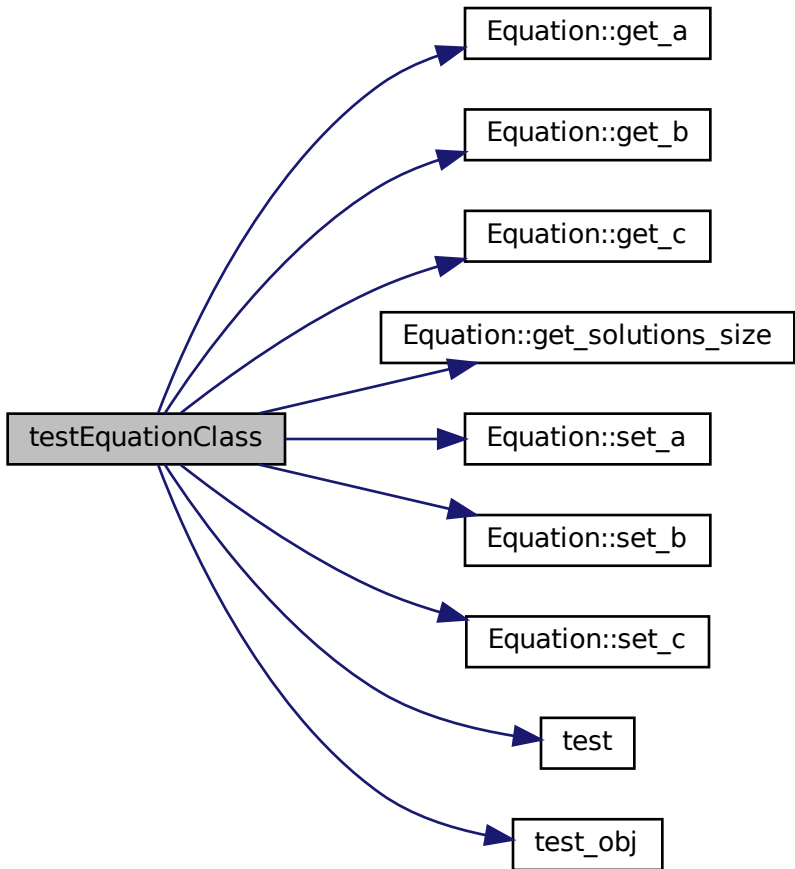 Equation::get_a
Equation::get_b
Equation::get_c
Equation::get_solutions_size
testEquationClass
Equation::set_a
Equation::set_b
Equation::set_c
test
test_obj